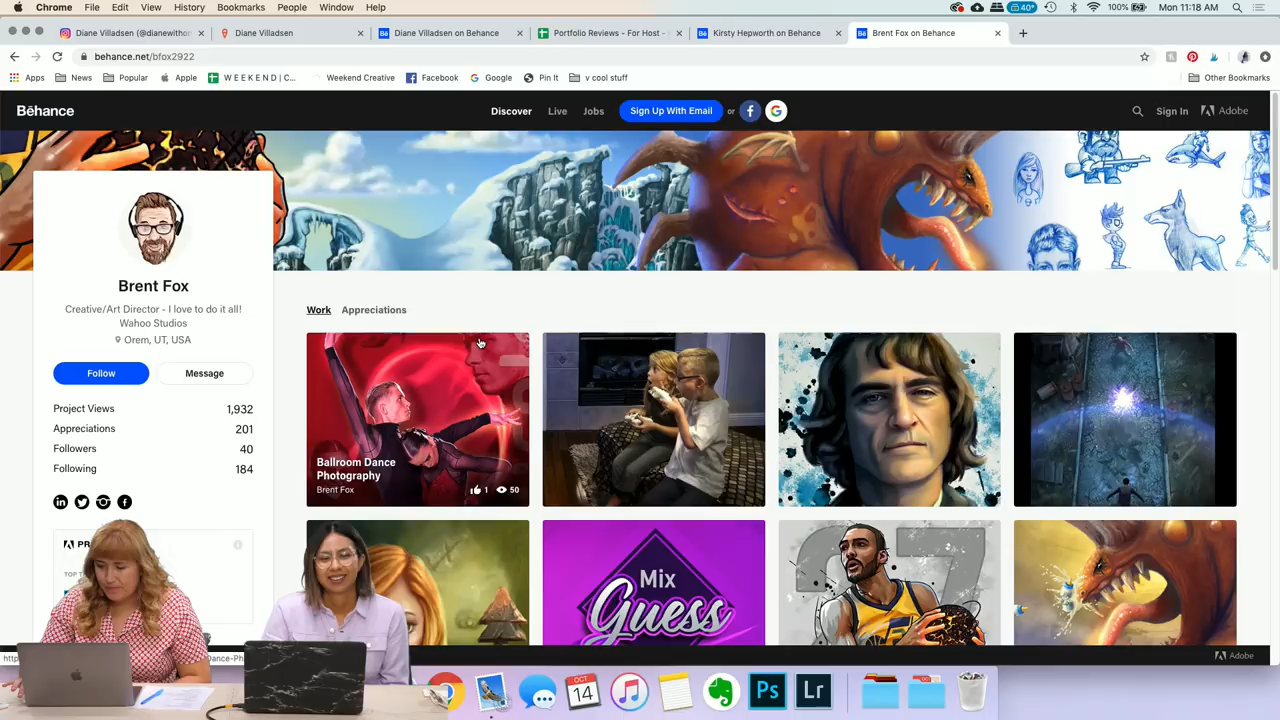 Chrome File Edit View History Bookmarks People Window Help
40° 100% Mon 11:18 AM
Diane Villadsen (@dianewithon
Diane Villadsen
Diane Villadsen on Behance
Portfolio Reviews - For Host -
Kirsty Hepworth on Behance
Brent Fox on Behance
behance.net/bfox2922
Apps News Popular Apple W E E K E N D | C... Weekend Creative Facebook Google Pin It v cool stuff Other Bookmarks
Bēhance Discover Live Jobs Sign Up With Email or Sign In Adobe
Brent Fox
Creative/Art Director - I love to do it all!
Wahoo Studios
Orem, UT, USA
Follow Message
Project Views 1,932
Appreciations 201
Followers 40
Following 184
Work Appreciations
Ballroom Dance
Photography
Brent Fox 1 50
Mix
Guess
27
Adobe
OCT
14
Ps Lr